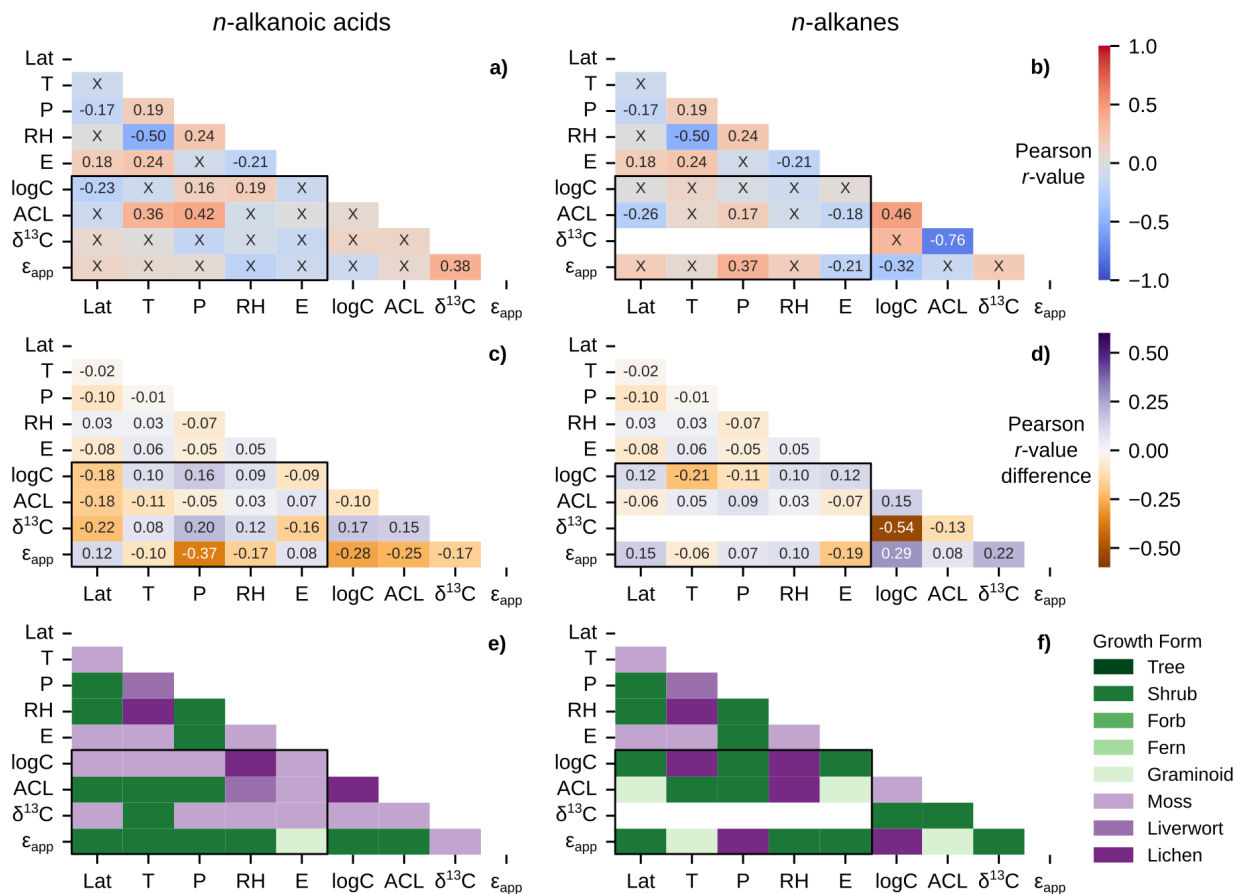 n-alkanoic acids n-alkanes
Lat a) b) 1.0
T X X
P -0.17 0.19 P -0.17 0.19 0.5
RH X -0.50 0.24 RH X -0.50 0.24
E 0.18 0.24 X -0.21 E 0.18 0.24 X -0.21 Pearson 0.0
logC -0.23 X 0.16 0.19 X logC X X X X X r-value
ACL X 0.36 0.42 X X X ACL -0.26 X 0.17 X -0.18 0.46 −0.5
δ¹³C X X X X X X X δ¹³C X -0.76
εapp X X X X X X X 0.38 εapp X X 0.37 X -0.21 -0.32 X X −1.0
Lat T P RH E logC ACL δ¹³C εapp Lat T P RH E logC ACL δ¹³C εapp
Lat c) Lat d) 0.50
T -0.02 T -0.02
P -0.10 -0.01 P -0.10 -0.01 0.25
RH 0.03 0.03 -0.07 RH 0.03 0.03 -0.07 Pearson
E -0.08 0.06 -0.05 0.05 E -0.08 0.06 -0.05 0.05 r-value 0.00
logC -0.18 0.10 0.16 0.09 -0.09 logC 0.12 -0.21 -0.11 0.10 0.12 difference
ACL -0.18 -0.11 -0.05 0.03 0.07 -0.10 ACL -0.06 0.05 0.09 0.03 -0.07 0.15 −0.25
δ¹³C -0.22 0.08 0.20 0.12 -0.16 0.17 0.15 δ¹³C -0.54 -0.13
εapp 0.12 -0.10 -0.37 -0.17 0.08 -0.28 -0.25 -0.17 εapp 0.15 -0.06 0.07 0.10 -0.19 0.29 0.08 0.22 −0.50
Lat T P RH E logC ACL δ¹³C εapp Lat T P RH E logC ACL δ¹³C εapp
Lat e) Lat f) Growth Form
T T Tree
P P Shrub
RH RH Forb
E E Fern
logC logC Graminoid
ACL ACL Moss
δ¹³C δ¹³C Liverwort
εapp εapp Lichen
Lat T P RH E logC ACL δ¹³C εapp Lat T P RH E logC ACL δ¹³C εapp